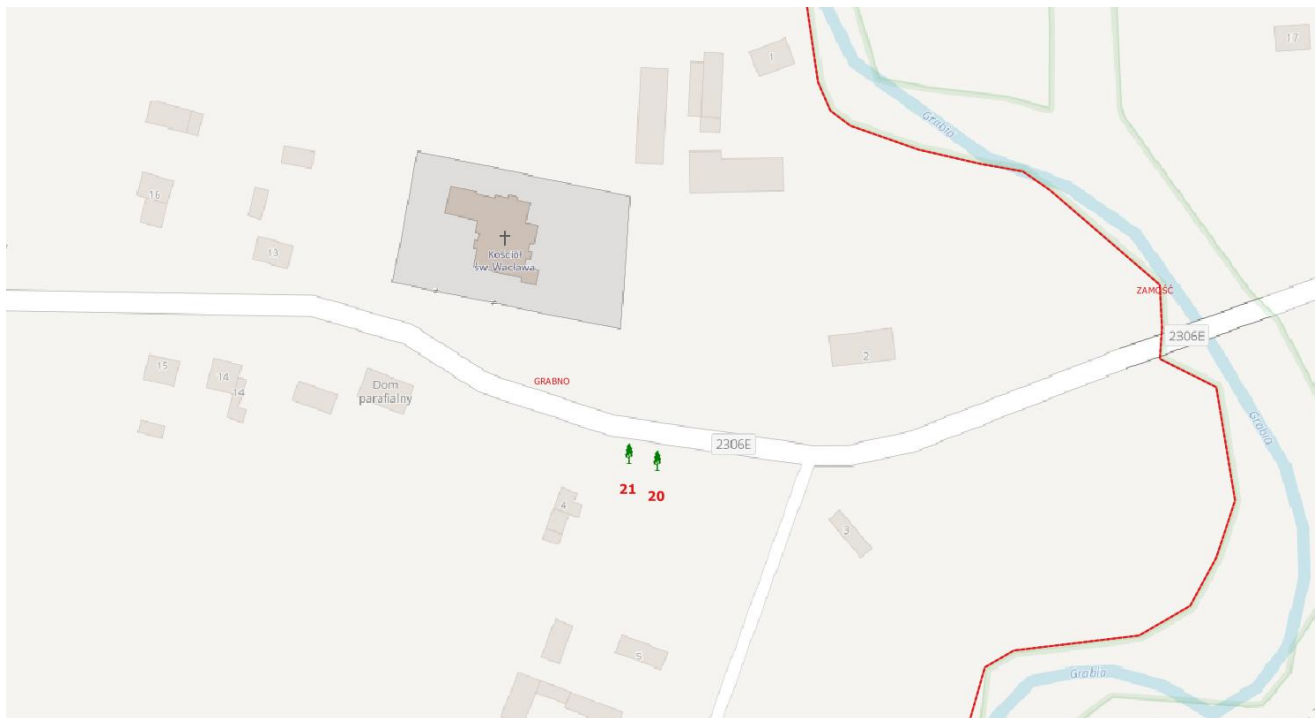 1
17
Grabia
16
13
Kościół
św. Wacława
ZAMOŚĆ
2306E
2
15
14
14
Dom
parafialny
GRABNO
2306E
Grabia
21
20
4
3
5
Grabia